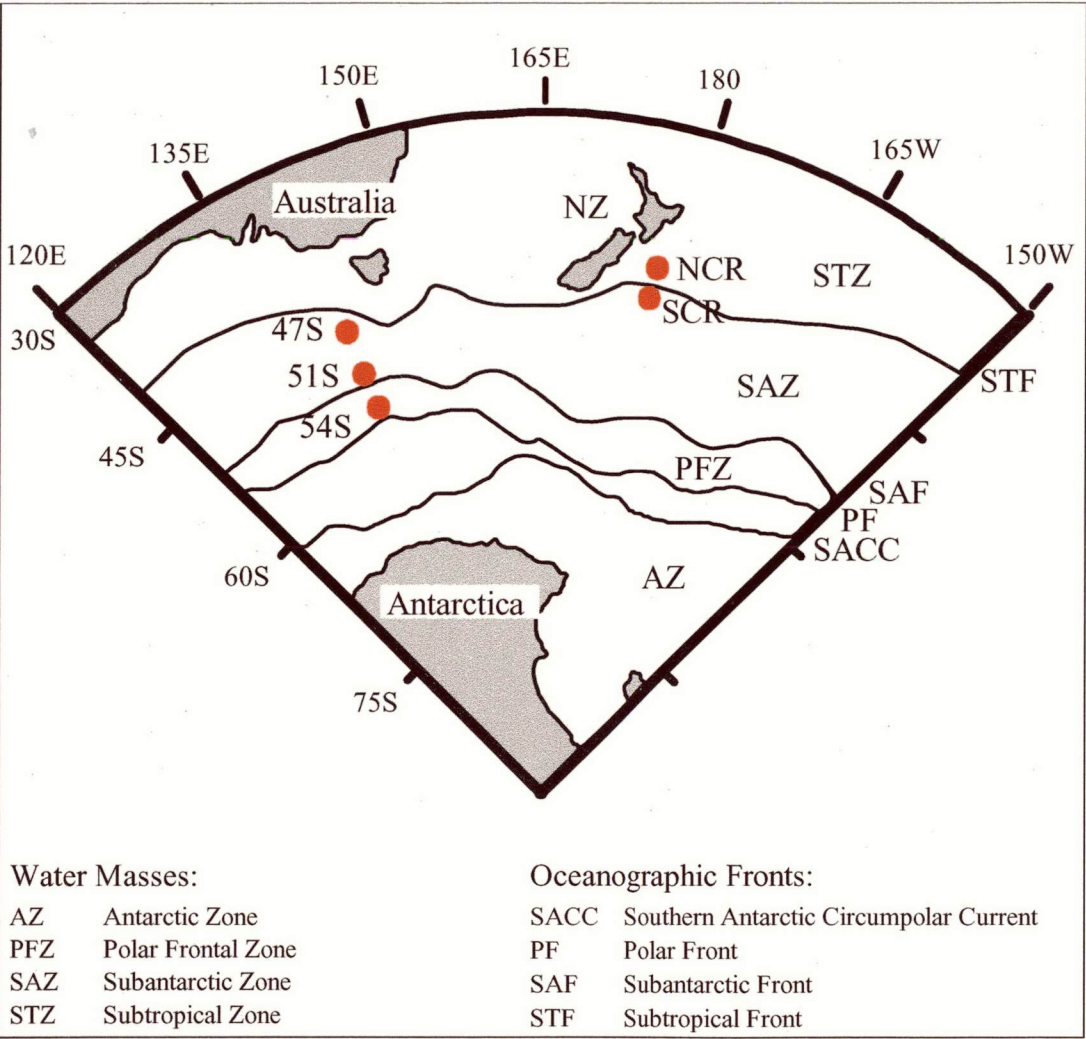 165E
150E
180
135E
165W
Australia
NZ
120E
150W
NCR
STZ
SCR
30S
47S
51S
STF
SAZ
54S
45S
PFZ
SAF
PF
SACC
60S
AZ
Antarctica
75S
Water Masses:
AZ Antarctic Zone
PFZ Polar Frontal Zone
SAZ Subantarctic Zone
STZ Subtropical Zone
Oceanographic Fronts:
SACC Southern Antarctic Circumpolar Current
PF Polar Front
SAF Subantarctic Front
STF Subtropical Front